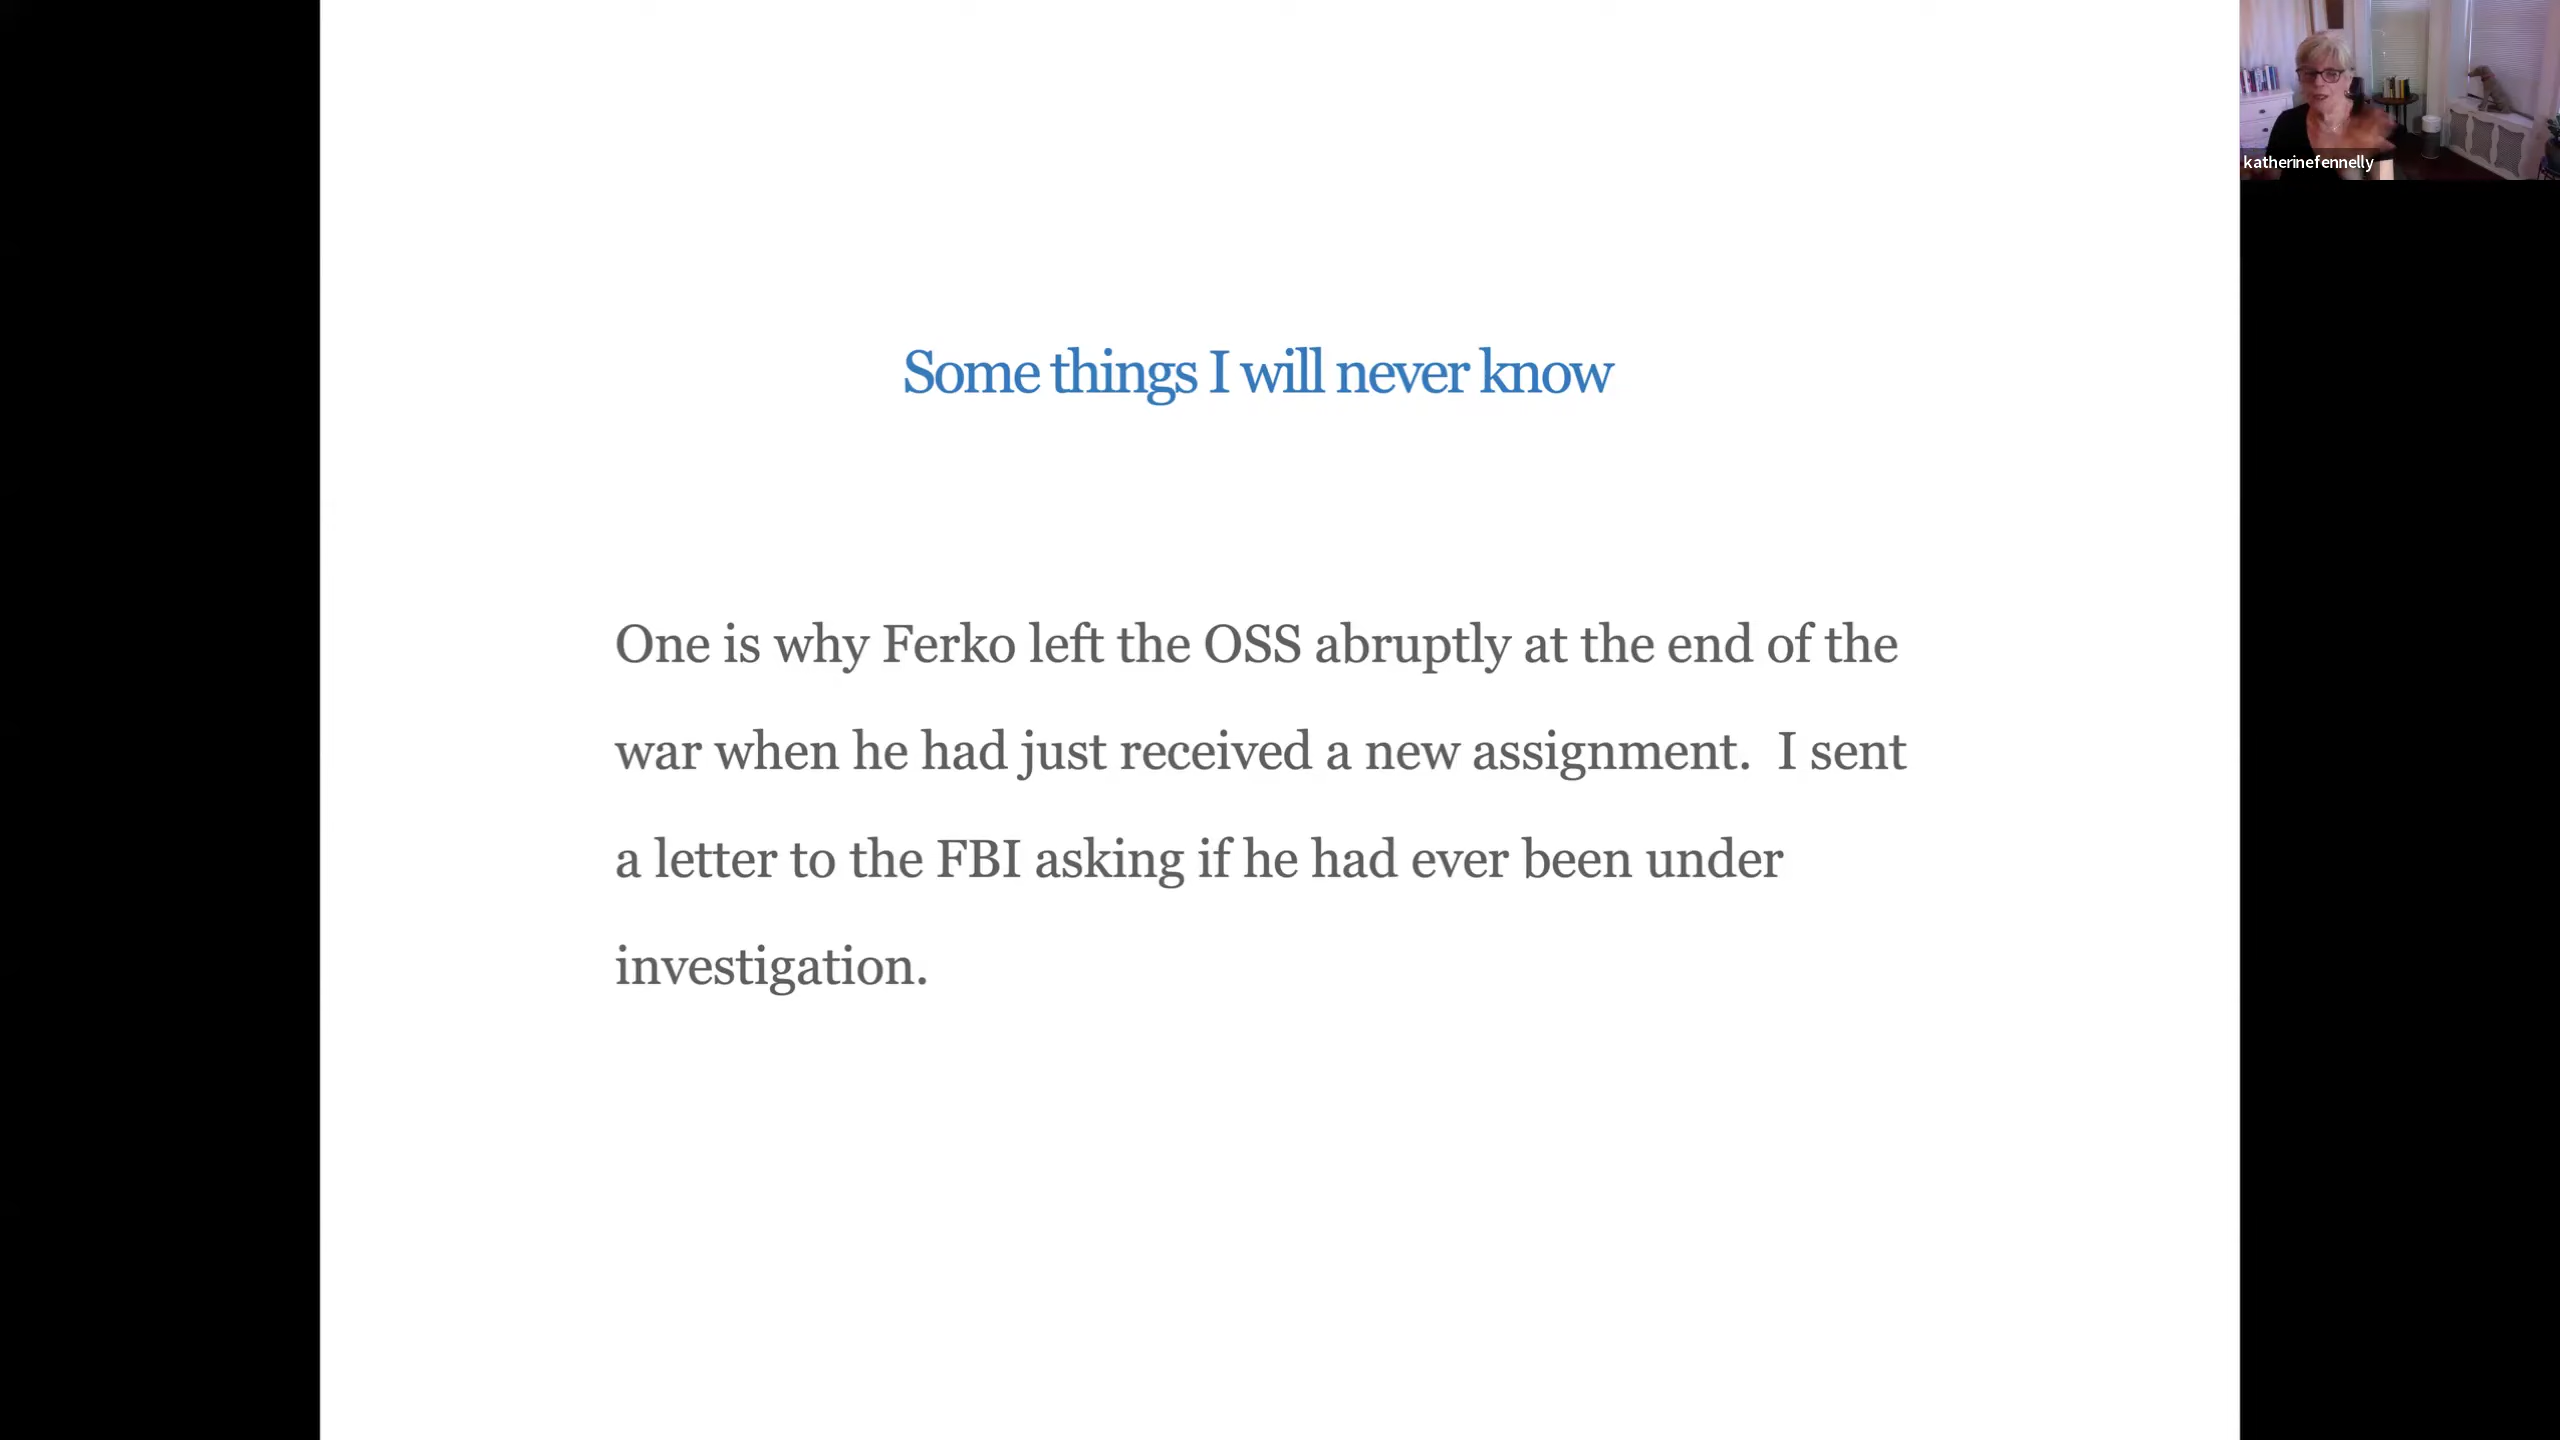 Some things I will never know
One is why Ferko left the OSS abruptly at the end of the
war when he had just received a new assignment.  I sent
a letter to the FBI asking if he had ever been under
investigation.
katherinefennelly